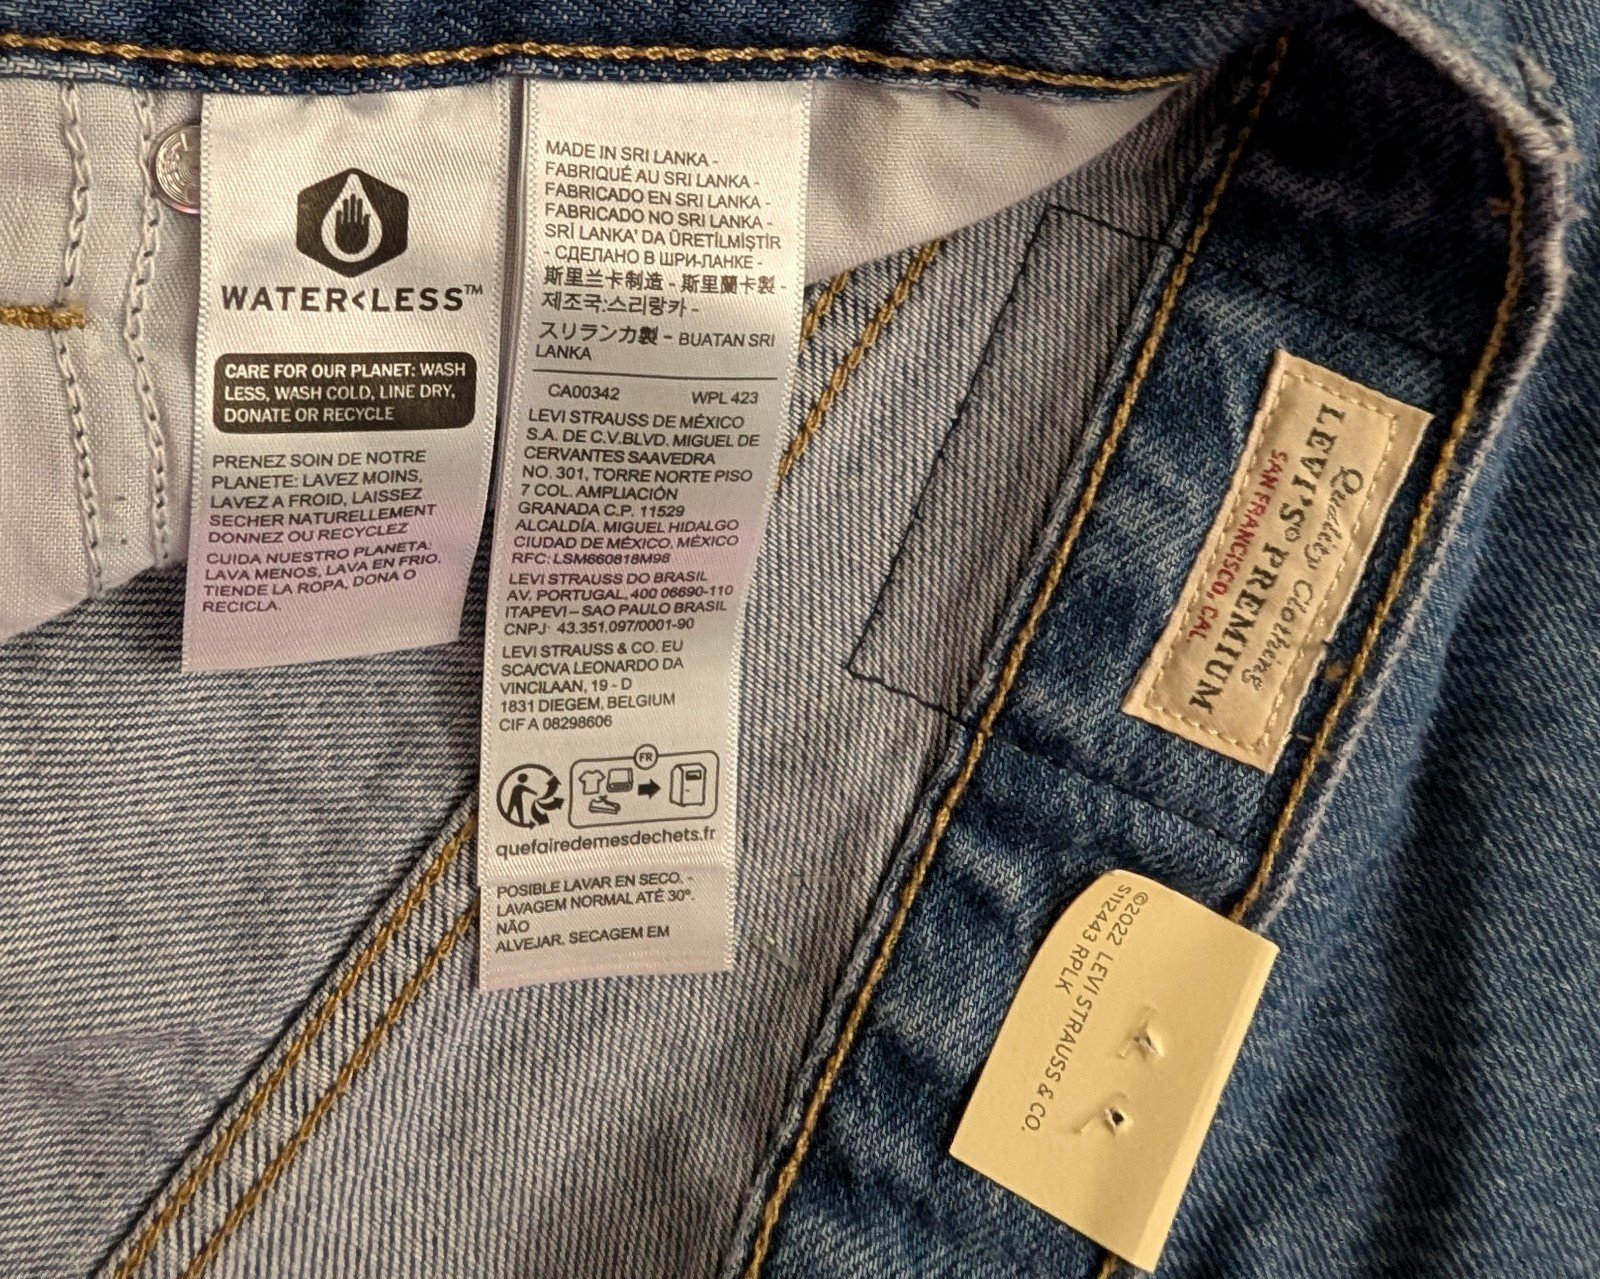 WATER<LESS™
CARE FOR OUR PLANET: WASH
LESS, WASH COLD, LINE DRY,
DONATE OR RECYCLE
PRENEZ SOIN DE NOTRE
PLANETE: LAVEZ MOINS,
LAVEZ A FROID, LAISSEZ
SECHER NATURELLEMENT
DONNEZ OU RECYCLEZ
CUIDA NUESTRO PLANETA:
LAVA MENOS, LAVA EN FRIO,
TIENDE LA ROPA, DONA O
RECICLA.
MADE IN SRI LANKA -
FABRIQUÉ AU SRI LANKA -
FABRICADO EN SRI LANKA -
FABRICADO NO SRI LANKA -
SRİ LANKA' DA ÜRETİLMİŞTİR
- СДЕЛАНО В ШРИ-ЛАНКЕ -
斯里兰卡制造 - 斯里蘭卡製 -
제조국:스리랑카 -
スリランカ製 - BUATAN SRI
LANKA
CA00342 WPL 423
LEVI STRAUSS DE MÉXICO
S.A. DE C.V.BLVD. MIGUEL DE
CERVANTES SAAVEDRA
NO. 301, TORRE NORTE PISO
7 COL. AMPLIACIÓN
GRANADA C.P. 11529
ALCALDÍA. MIGUEL HIDALGO
CIUDAD DE MÉXICO, MÉXICO
RFC: LSM660818M98
LEVI STRAUSS DO BRASIL
AV. PORTUGAL, 400 06690-110
ITAPEVI – SAO PAULO BRASIL
CNPJ: 43.351.097/0001-90
LEVI STRAUSS & CO. EU
SCA/CVA LEONARDO DA
VINCILAAN, 19 - D
1831 DIEGEM, BELGIUM
CIF A 08298606
FR
quefairedemesdechets.fr
POSIBLE LAVAR EN SECO. -
LAVAGEM NORMAL ATÉ 30º.
NÃO
ALVEJAR. SECAGEM EM
Quality Clothing
LEVI'S® PREMIUM
SAN FRANCISCO, CAL
©2022 LEVI STRAUSS & CO.
S112443 RPLK